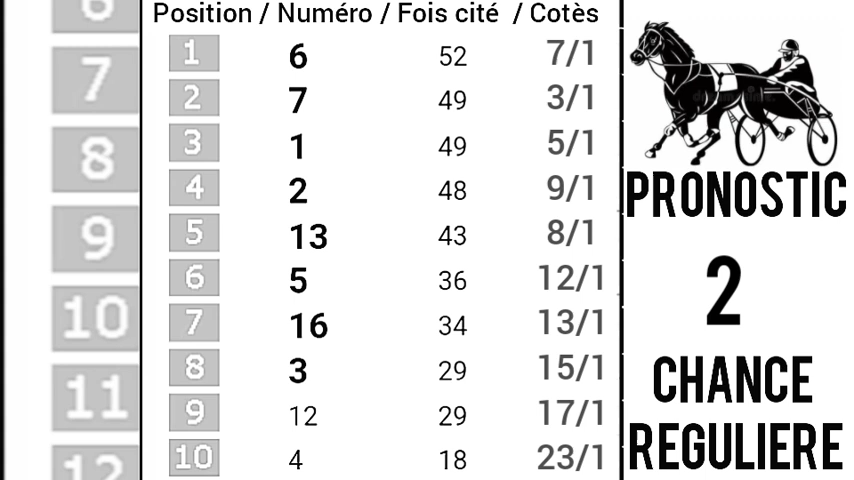 6
7
8
9
10
11
12
Position / Numéro / Fois cité / Cotès
1 6 52 7/1
2 7 49 3/1
3 1 49 5/1
4 2 48 9/1
5 13 43 8/1
6 5 36 12/1
7 16 34 13/1
8 3 29 15/1
9 12 29 17/1
10 4 18 23/1
PRONOSTIC
2
CHANCE
REGULIERE